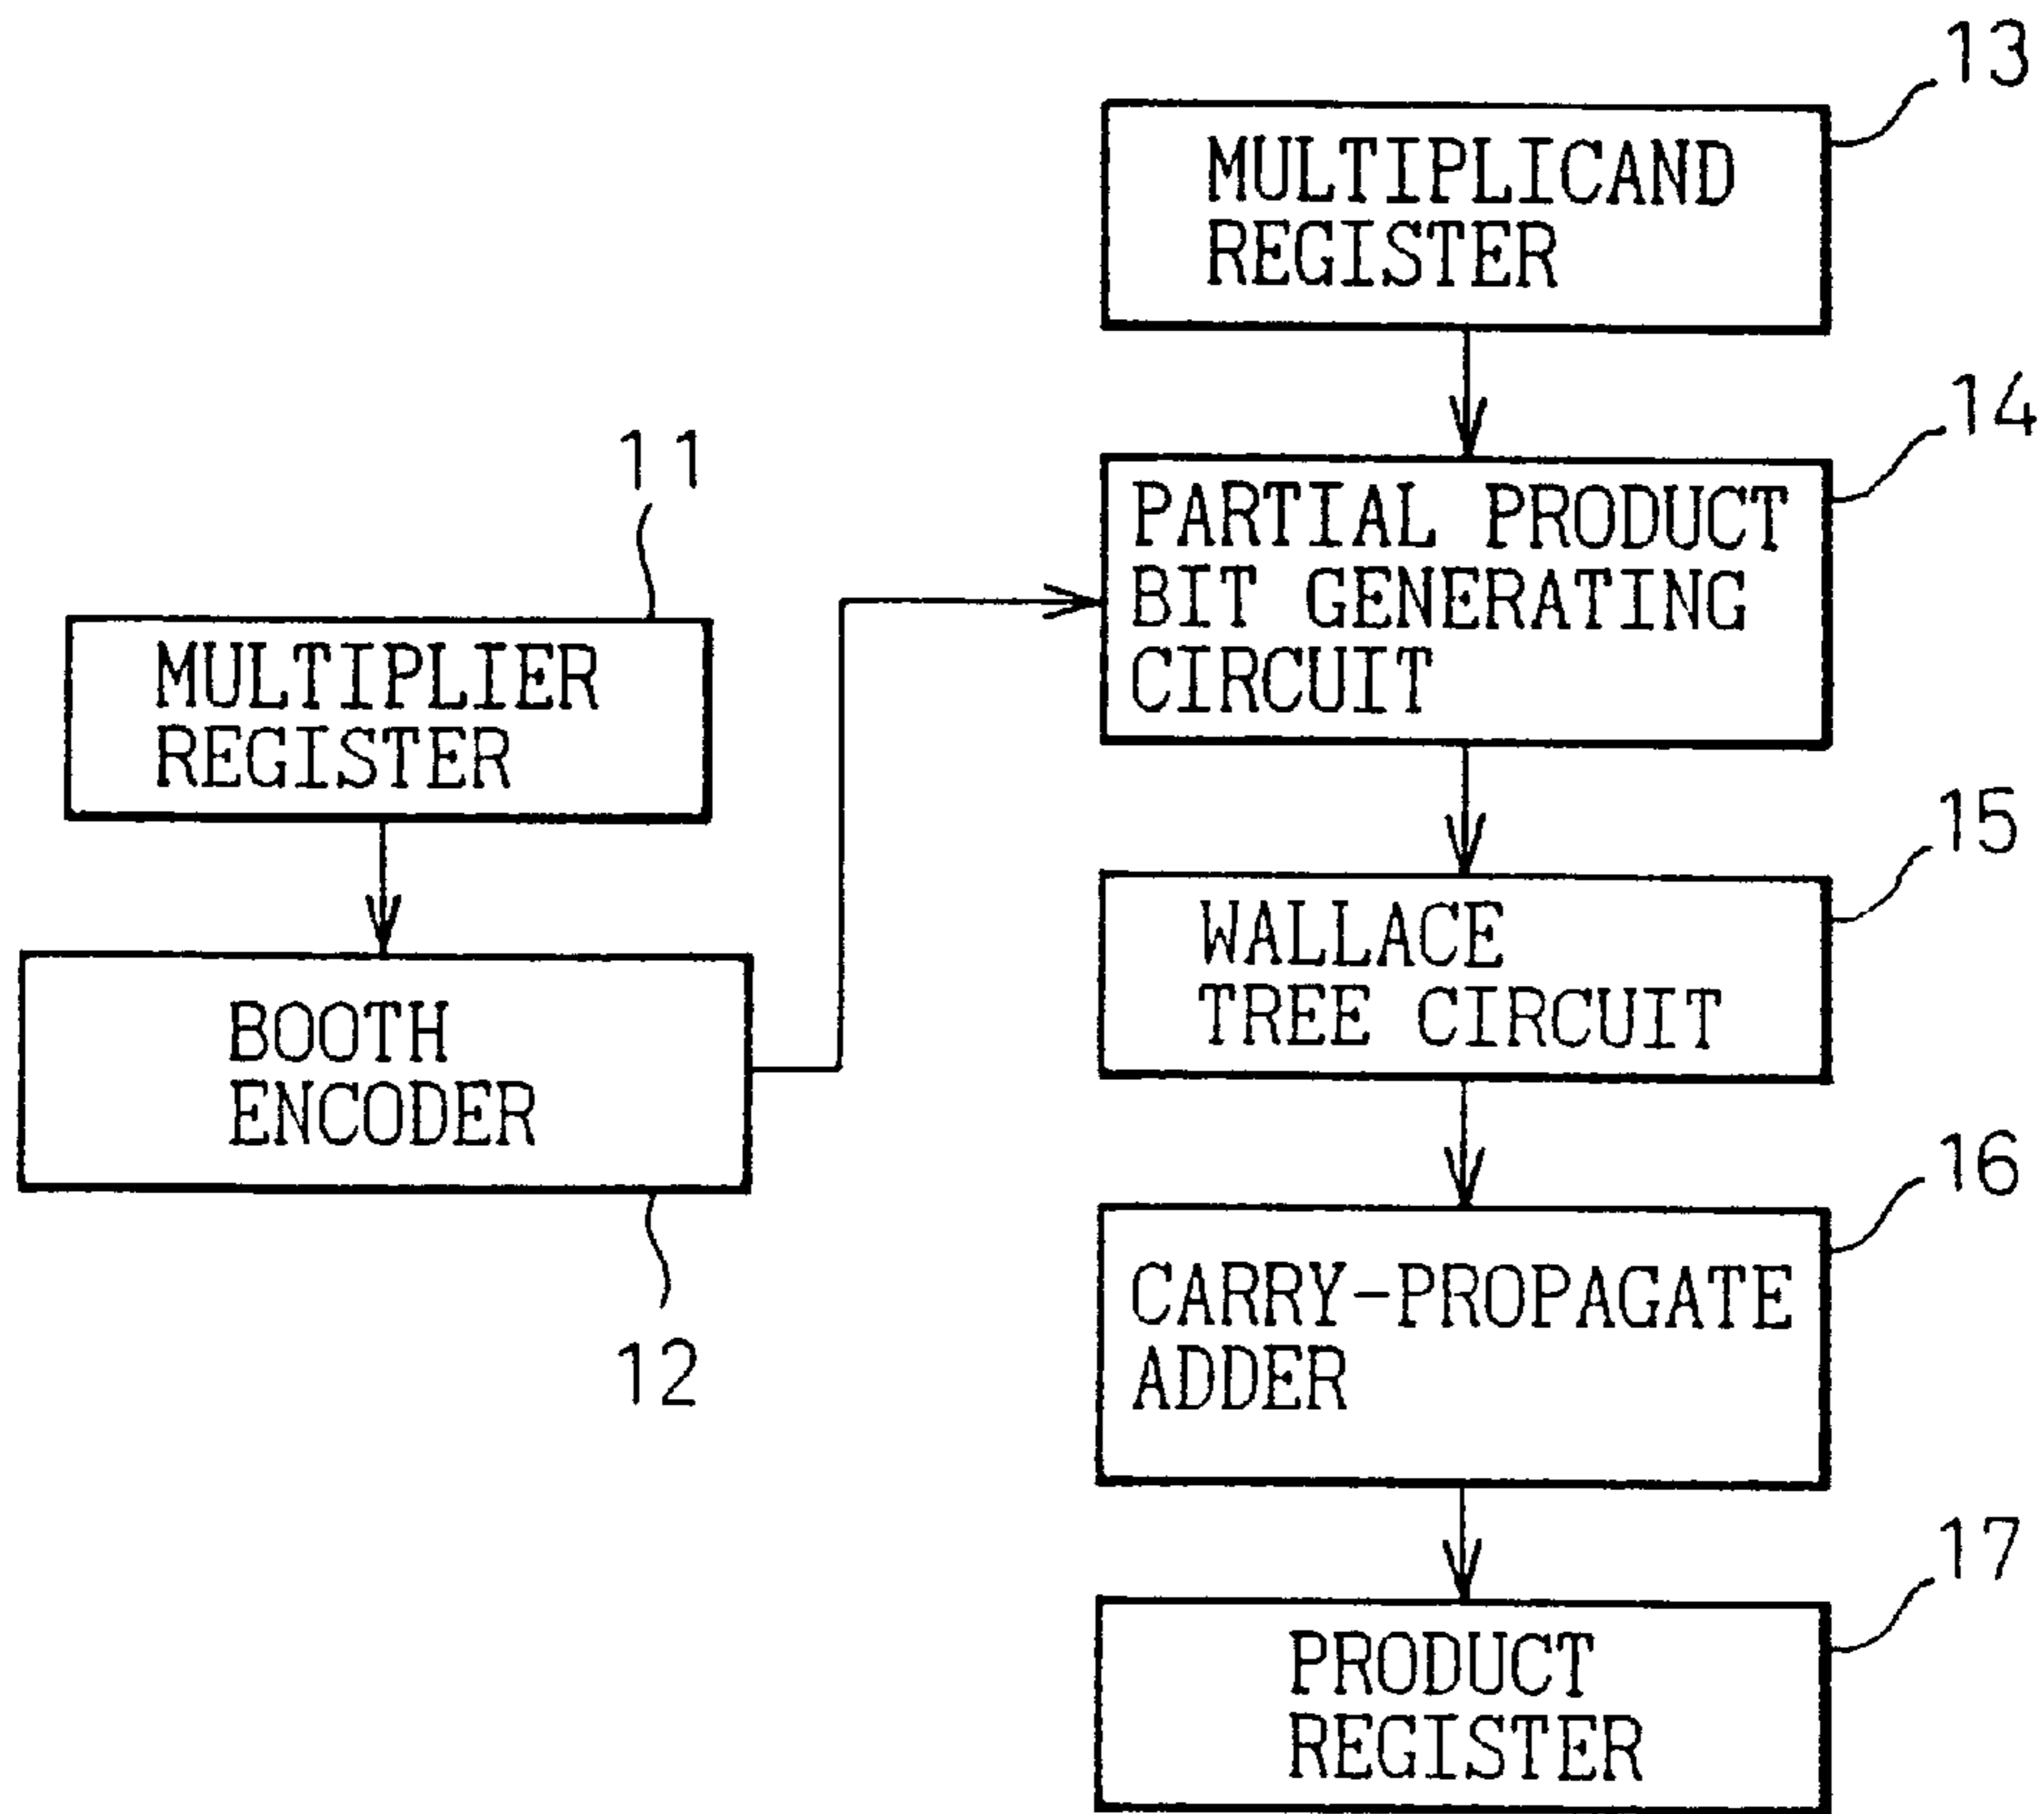 13
MULTIPLICAND
REGISTER
14
PARTIAL PRODUCT
BIT GENERATING
CIRCUIT
11
MULTIPLIER
REGISTER
15
WALLACE
TREE CIRCUIT
BOOTH
ENCODER
12
16
CARRY-PROPAGATE
ADDER
17
PRODUCT
REGISTER